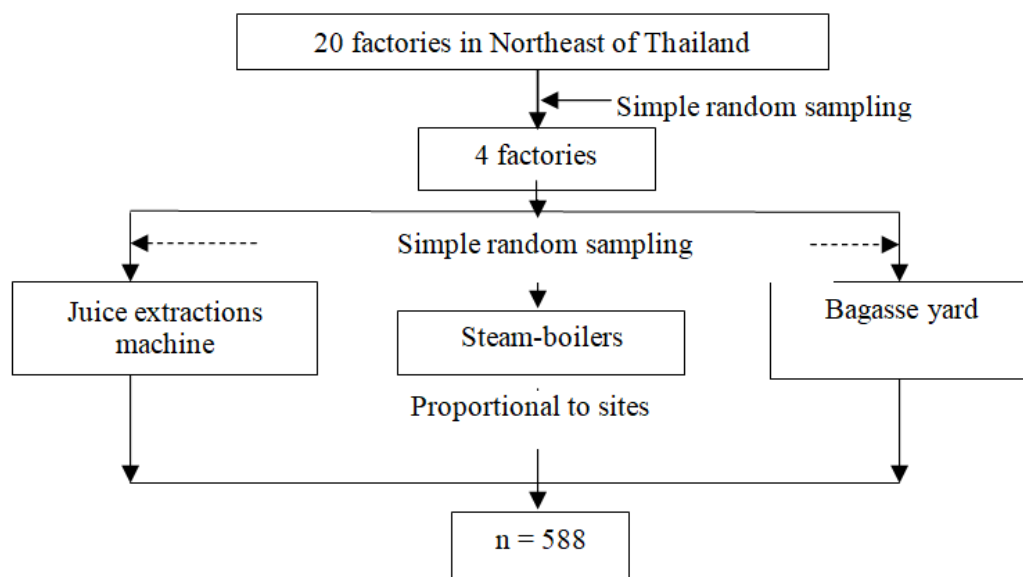 20 factories in Northeast of Thailand
Simple random sampling
4 factories
Simple random sampling
Juice extractions
machine
Steam-boilers
Bagasse yard
Proportional to sites
n = 588